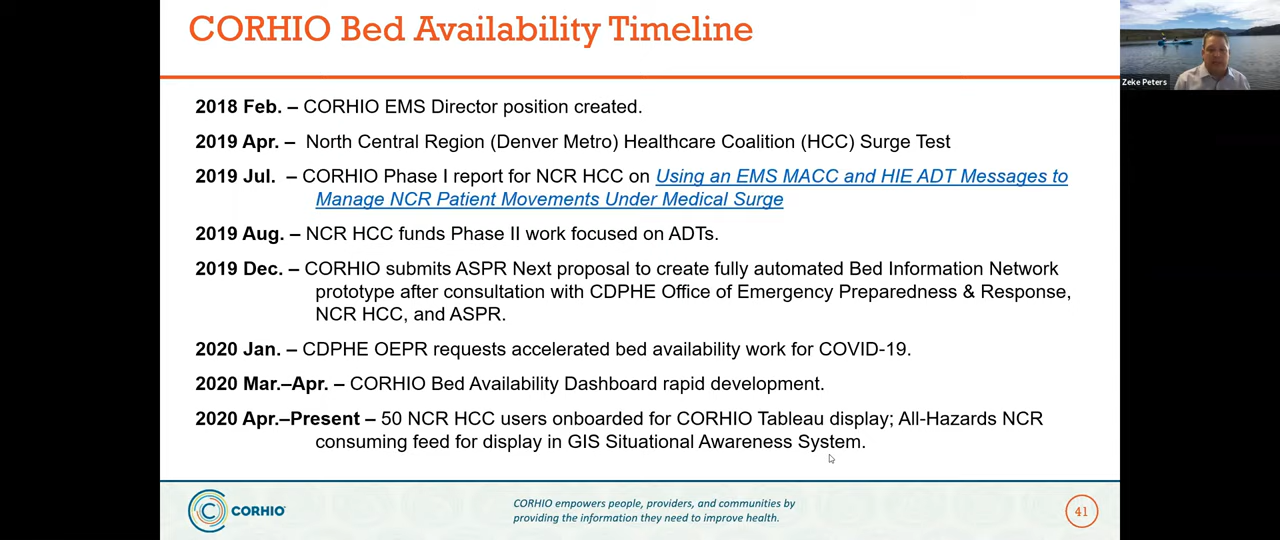 CORHIO Bed Availability Timeline
Zeke Peters
2018 Feb. – CORHIO EMS Director position created.
2019 Apr. – North Central Region (Denver Metro) Healthcare Coalition (HCC) Surge Test
2019 Jul. – CORHIO Phase I report for NCR HCC on Using an EMS MACC and HIE ADT Messages to
Manage NCR Patient Movements Under Medical Surge
2019 Aug. – NCR HCC funds Phase II work focused on ADTs.
2019 Dec. – CORHIO submits ASPR Next proposal to create fully automated Bed Information Network
prototype after consultation with CDPHE Office of Emergency Preparedness & Response,
NCR HCC, and ASPR.
2020 Jan. – CDPHE OEPR requests accelerated bed availability work for COVID-19.
2020 Mar.–Apr. – CORHIO Bed Availability Dashboard rapid development.
2020 Apr.–Present – 50 NCR HCC users onboarded for CORHIO Tableau display; All-Hazards NCR
consuming feed for display in GIS Situational Awareness System.
CORHIO
CORHIO empowers people, providers, and communities by
providing the information they need to improve health.
41